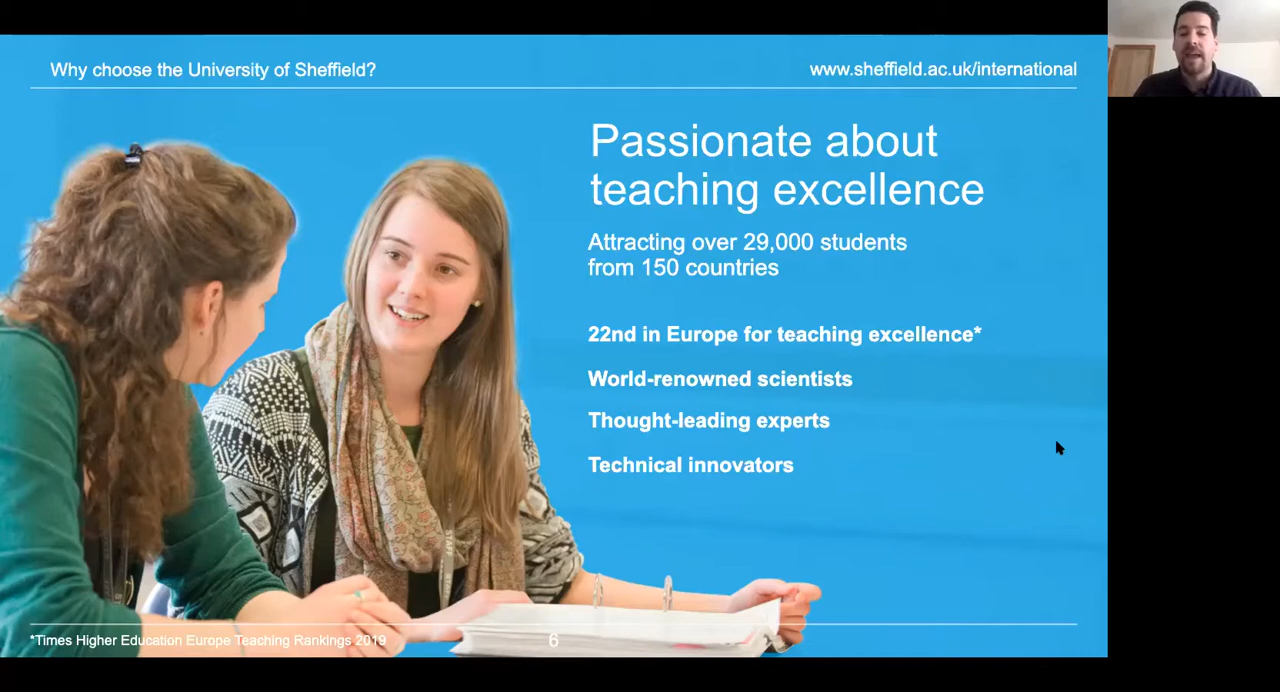 Why choose the University of Sheffield?
www.sheffield.ac.uk/international
Passionate about
teaching excellence
Attracting over 29,000 students
from 150 countries
22nd in Europe for teaching excellence*
World-renowned scientists
Thought-leading experts
Technical innovators
STAFF
*Times Higher Education Europe Teaching Rankings 2019
6